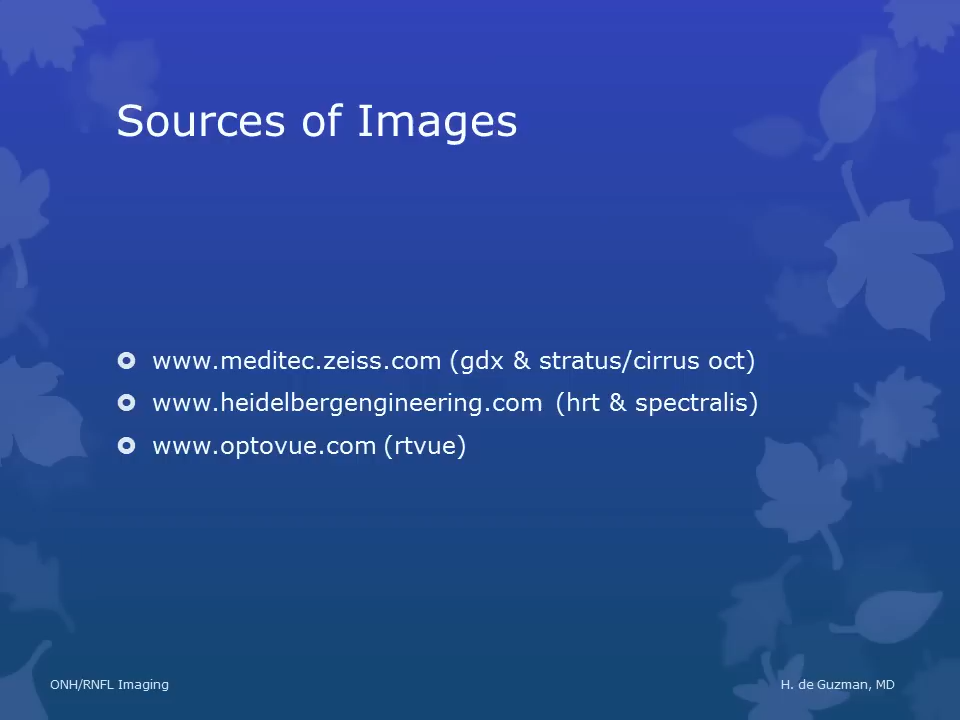 Sources of Images
www.meditec.zeiss.com (gdx & stratus/cirrus oct)
www.heidelbergengineering.com (hrt & spectralis)
www.optovue.com (rtvue)
ONH/RNFL Imaging
H. de Guzman, MD